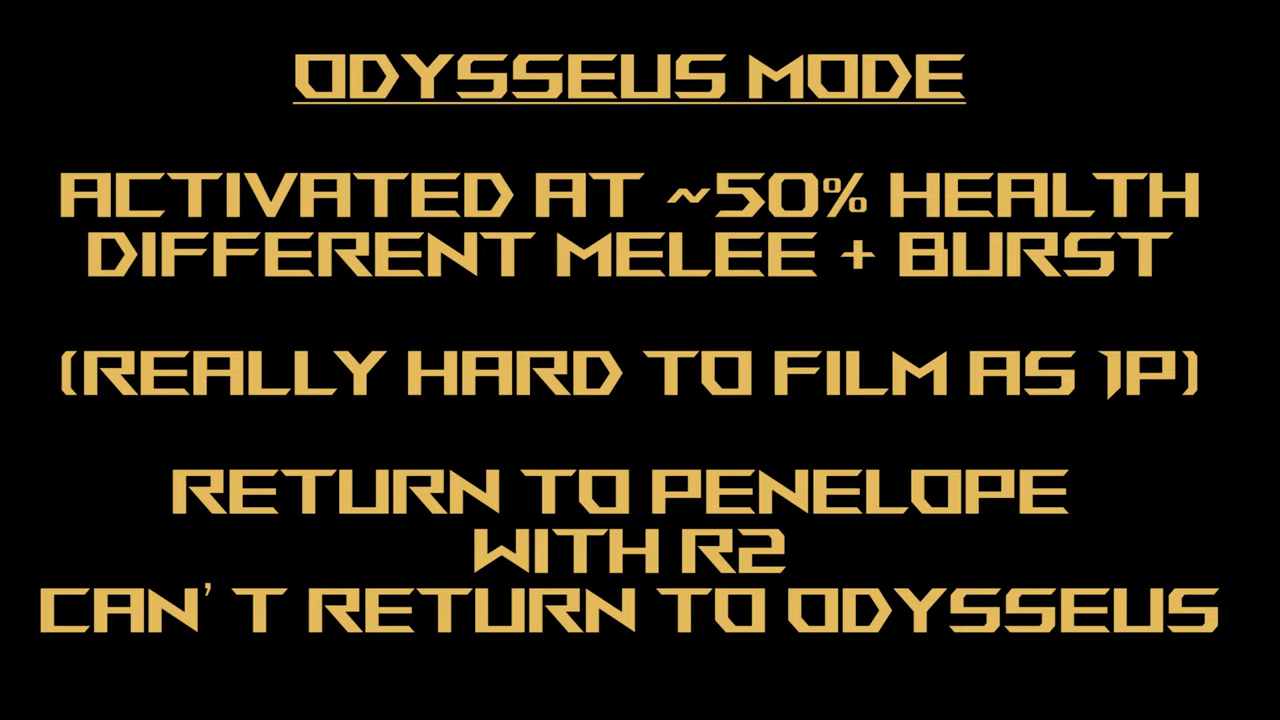 ODYSSEUS MODE
ACTIVATED AT ~50% HEALTH
DIFFERENT MELEE + BURST
(REALLY HARD TO FILM AS 1P)
RETURN TO PENELOPE
WITH R2
CAN'T RETURN TO ODYSSEUS